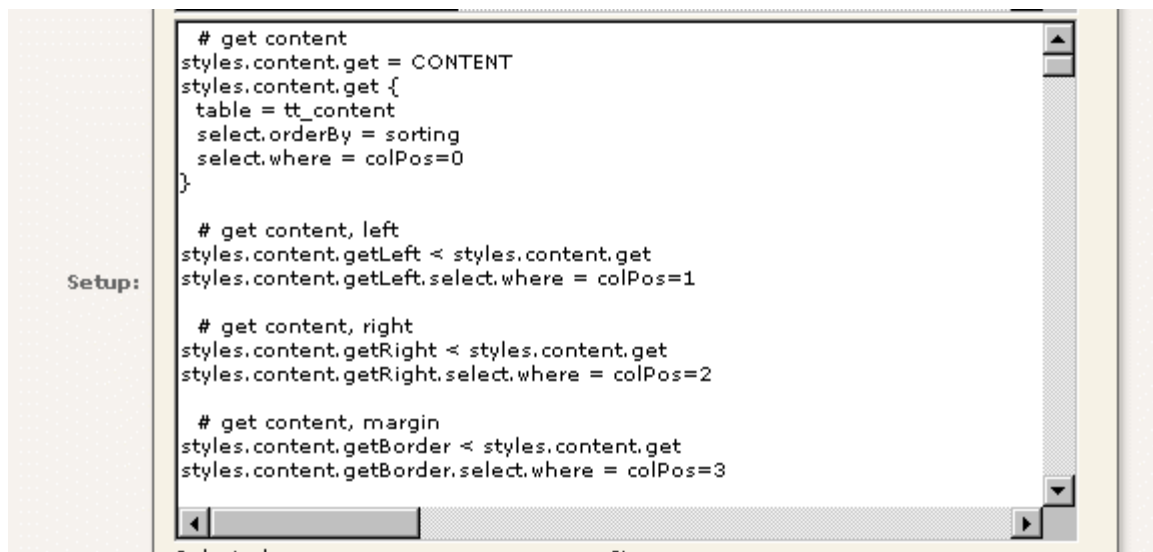 # get content
styles.content.get = CONTENT
styles.content.get {
  table = tt_content
  select.orderBy = sorting
  select.where = colPos=0
}
# get content, left
styles.content.getLeft < styles.content.get
Setup:
styles.content.getLeft.select.where = colPos=1
# get content, right
styles.content.getRight < styles.content.get
styles.content.getRight.select.where = colPos=2
# get content, margin
styles.content.getBorder < styles.content.get
styles.content.getBorder.select.where = colPos=3